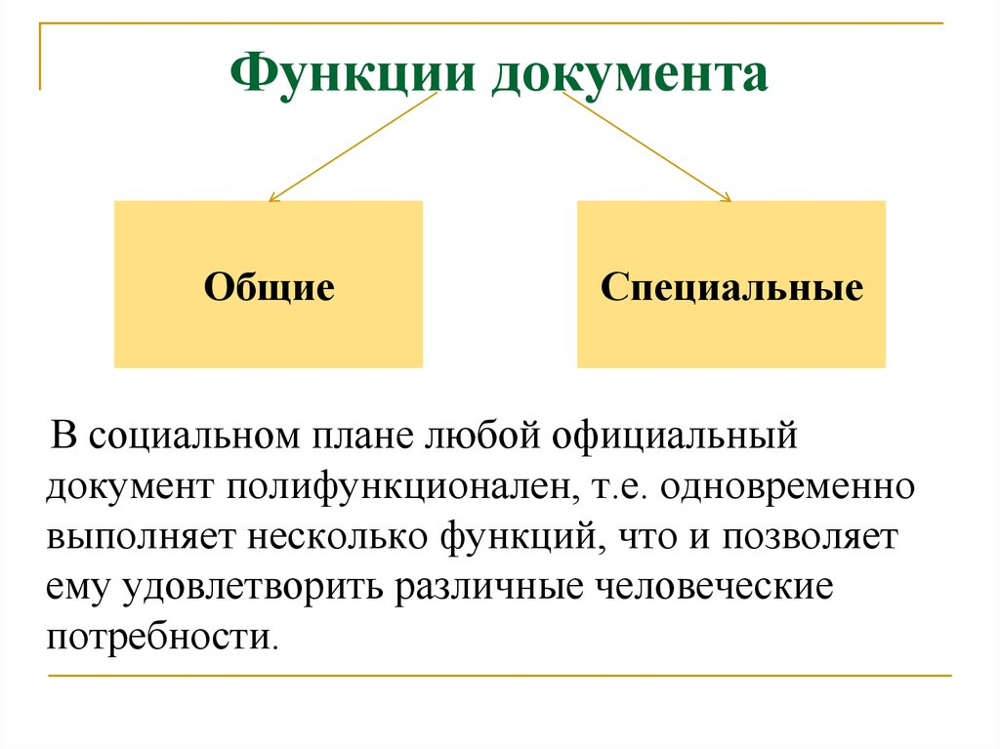 Функции документа
Общие
Специальные
В социальном плане любой официальный
документ полифункционален, т.е. одновременно
выполняет несколько функций, что и позволяет
ему удовлетворить различные человеческие
потребности.